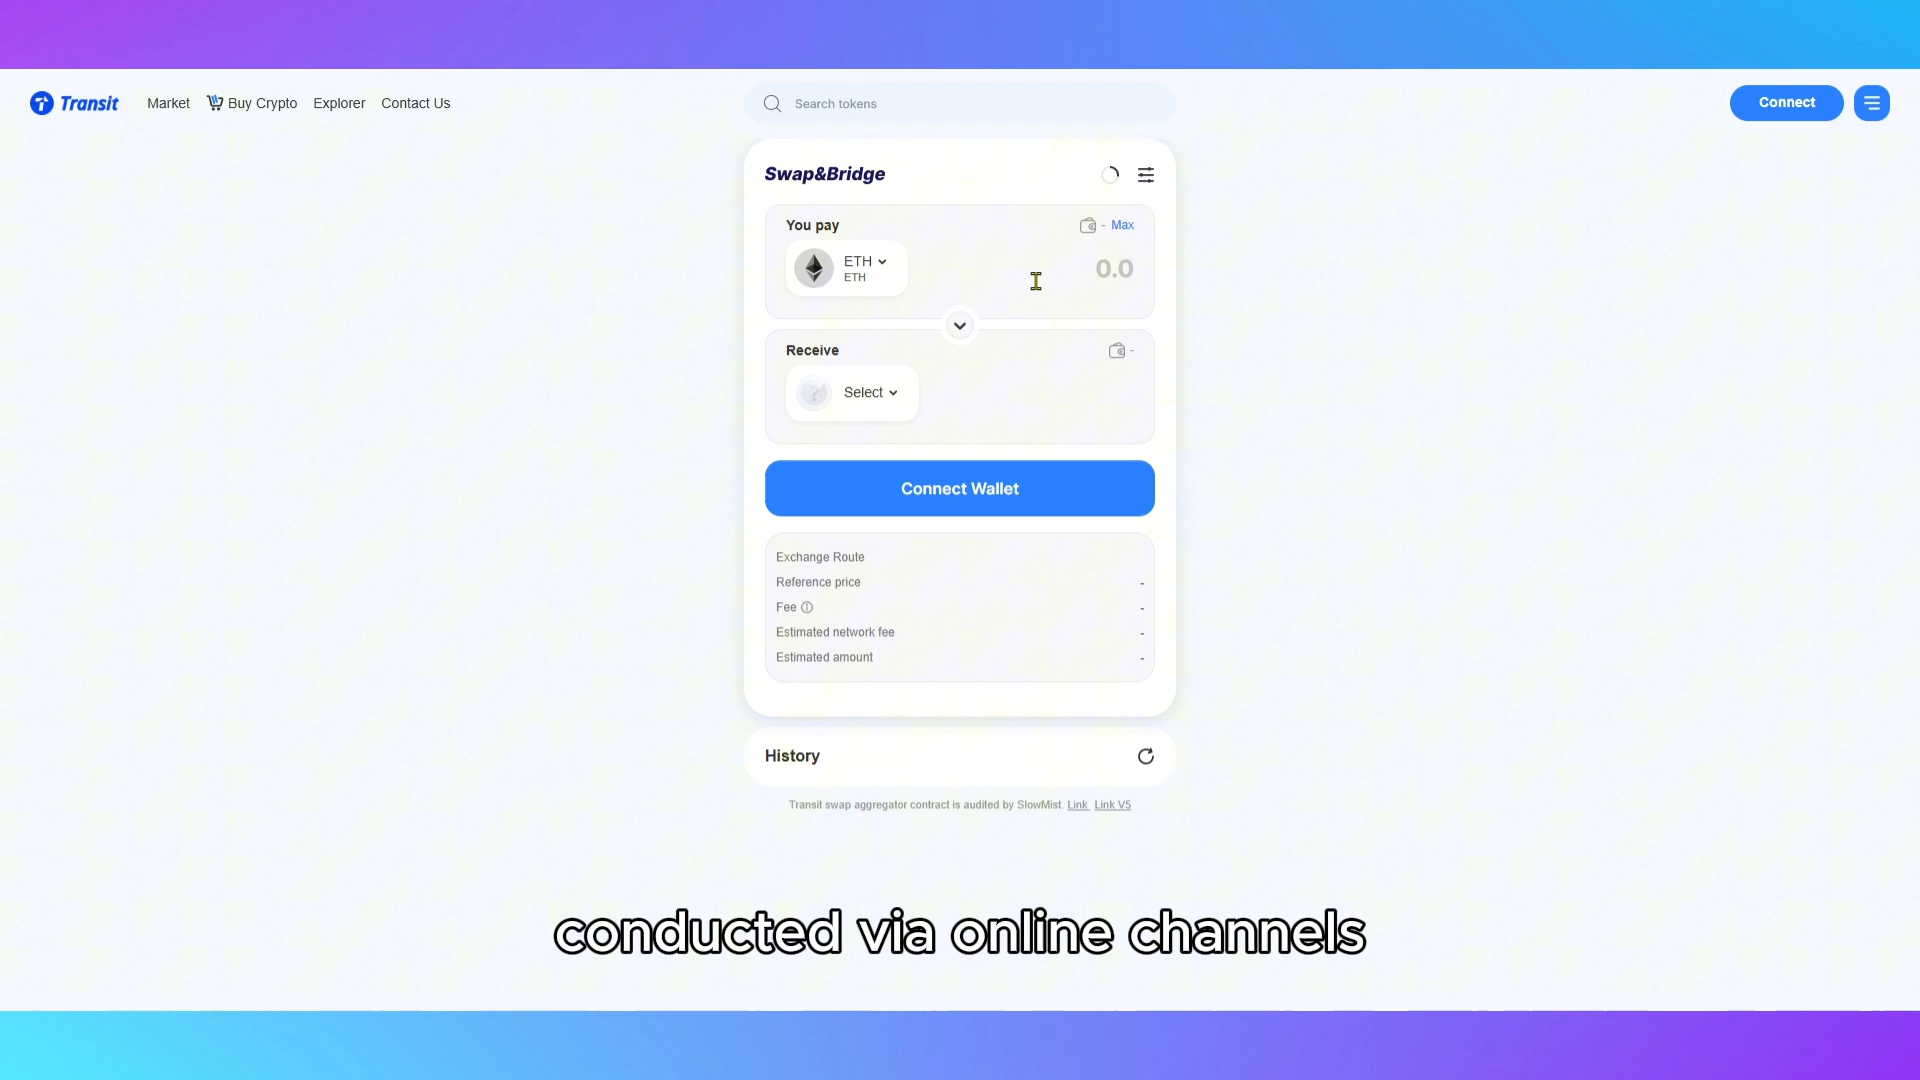 Transit
Market
Buy Crypto
Explorer
Contact Us
Search tokens
Connect
Swap&Bridge
You pay
- Max
ETH
ETH
0.0
Receive
-
Select
Connect Wallet
Exchange Route
Reference price -
Fee -
Estimated network fee -
Estimated amount -
History
Transit swap aggregator contract is audited by SlowMist. Link Link V5
conducted via online channels